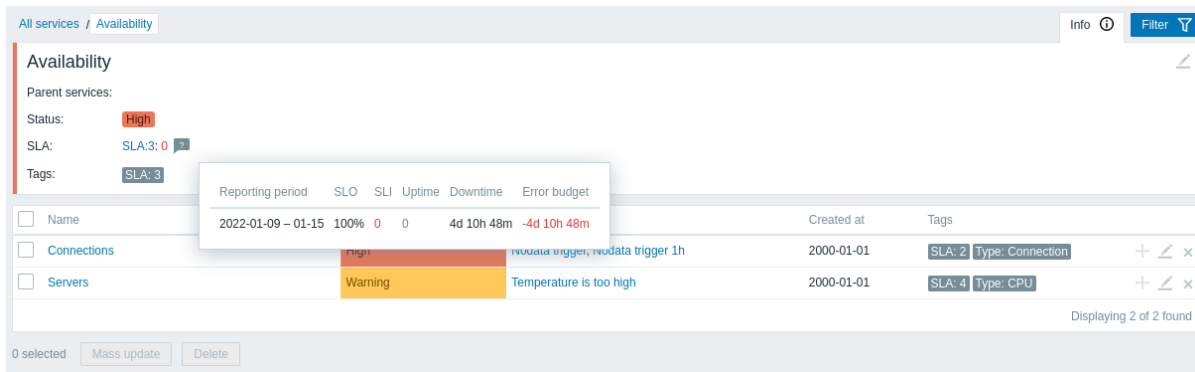 All services / Availability Info Filter
Availability
Parent services:
Status: High
SLA: SLA:3: 0 ?
Tags: SLA: 3
Reporting period SLO SLI Uptime Downtime Error budget
2022-01-09 – 01-15 100% 0 0 4d 10h 48m -4d 10h 48m
Name Created at Tags
Connections High Nodata trigger, Nodata trigger 1h 2000-01-01 SLA: 2 Type: Connection
Servers Warning Temperature is too high 2000-01-01 SLA: 4 Type: CPU
Displaying 2 of 2 found
0 selected Mass update Delete